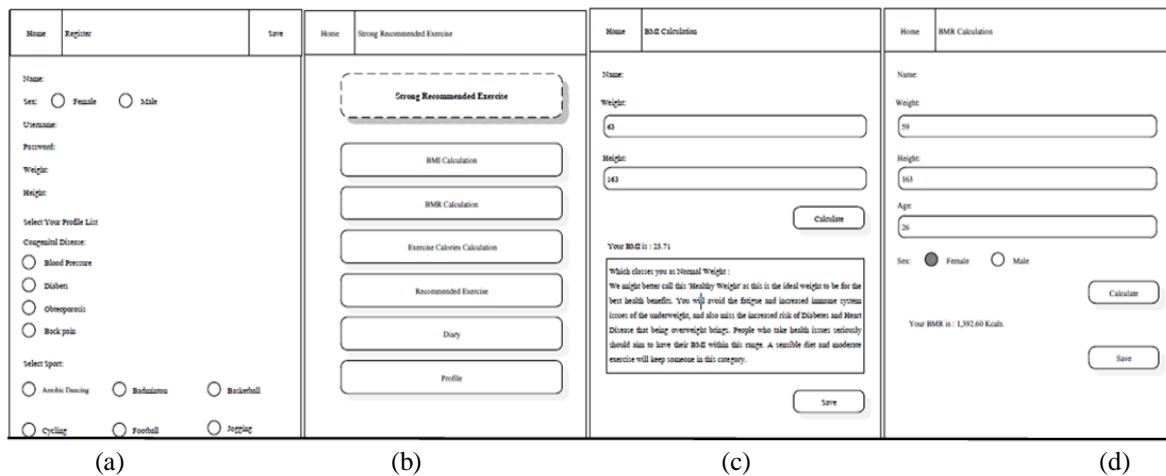 Home Register Save
Name:
Sex: Female Male
Username:
Password:
Weight:
Height:
Select Your Profile List
Congenital Disease:
Blood Pressure
Diabets
Obteoporosis
Back pain
Select Sport:
Aerobic Dancing Badminton Basketball
Cycling Football Jogging
(a)
Home Strong Recommended Exercise
Strong Recommended Exercise
BMI Calculation
BMR Calculation
Exercise Calories Calculation
Recommended Exercise
Diary
Profile
(b)
Home BMI Calculation
Name:
Weight:
63
Height:
163
Calculate
Your BMI is : 23.71
Which classes you as Normal Weight :
We might better call this 'Healthy Weight' as this is the ideal weight to be for the
best health benefits. You will avoid the fatigue and increased immune system
issues of the underweight, and also miss the increased risk of Diabetes and Heart
Disease that being overweight brings. People who take health issues seriously
should aim to have their BMI within this range. A sensible diet and moderate
exercise will keep someone in this category.
Save
(c)
Home BMR Calculation
Name:
Weight:
59
Height:
163
Age:
26
Sex: Female Male
Calculate
Your BMR is : 1,392.60 Kcals.
Save
(d)